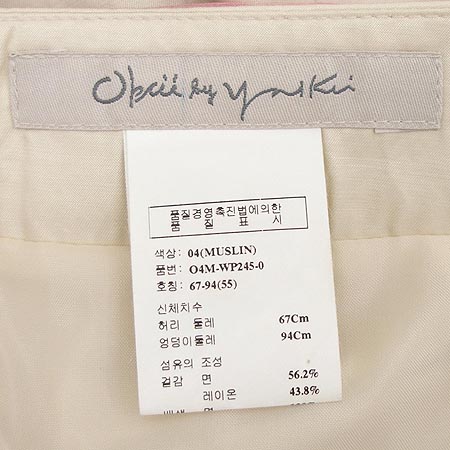 Obzéé by YouKii
품질경영촉진법에의한
품 질 표 시
색상: 04(MUSLIN)
품번: O4M-WP245-0
호칭: 67-94(55)
신체치수
허리 둘레 67Cm
엉덩이둘레 94Cm
섬유의 조성
겉감 면 56.2%
레이온 43.8%